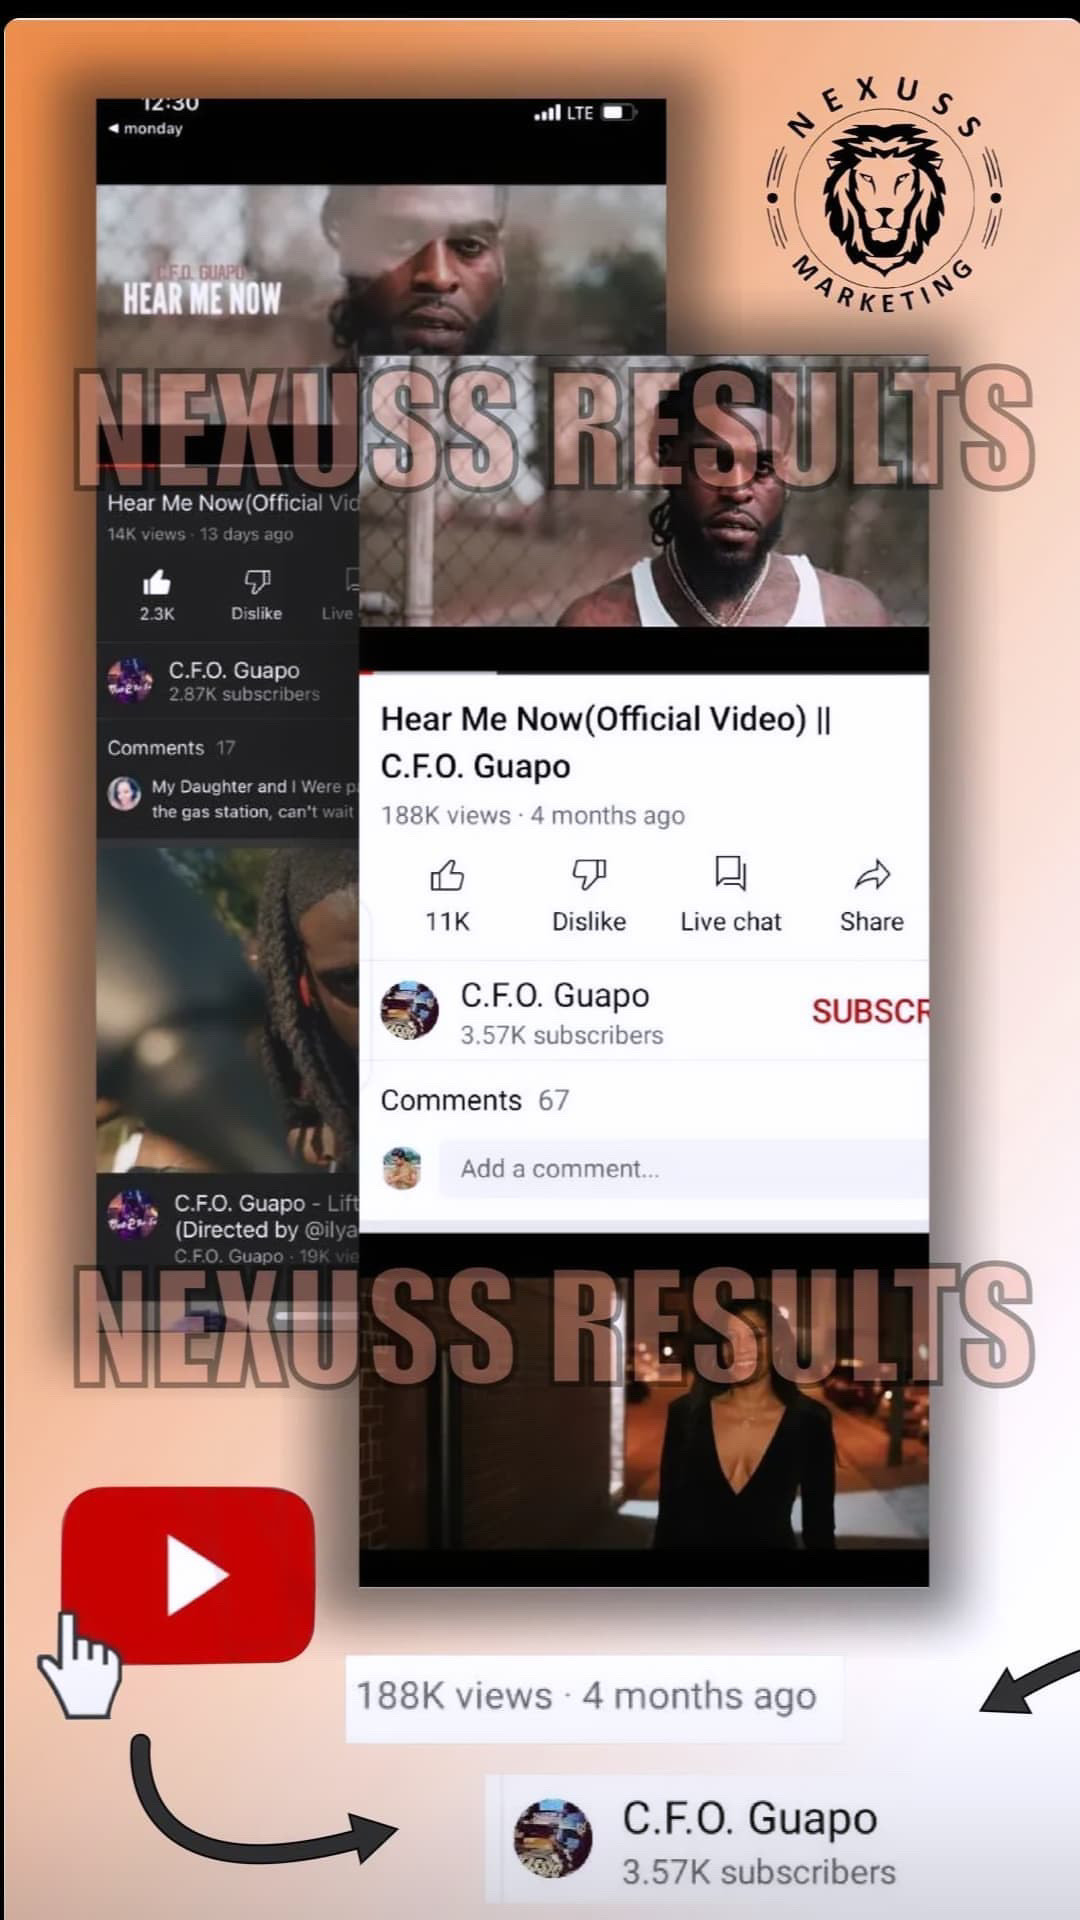 12:30
LTE
monday
NEXUSS
MARKETING
C.F.O. GUAPO
HEAR ME NOW
NEXUSS RESULTS
Hear Me Now(Official Vid
14K views · 13 days ago
2.3K
Dislike
Live
C.F.O. Guapo
2.87K subscribers
Comments 17
My Daughter and I Were p
the gas station, can't wait
C.F.O. Guapo - Lift
(Directed by @ilya
C.F.O. Guapo · 19K vie
Hear Me Now(Official Video) ||
C.F.O. Guapo
188K views · 4 months ago
11K
Dislike
Live chat
Share
C.F.O. Guapo
3.57K subscribers
SUBSCR
Comments 67
Add a comment...
NEXUSS RESULTS
188K views · 4 months ago
C.F.O. Guapo
3.57K subscribers